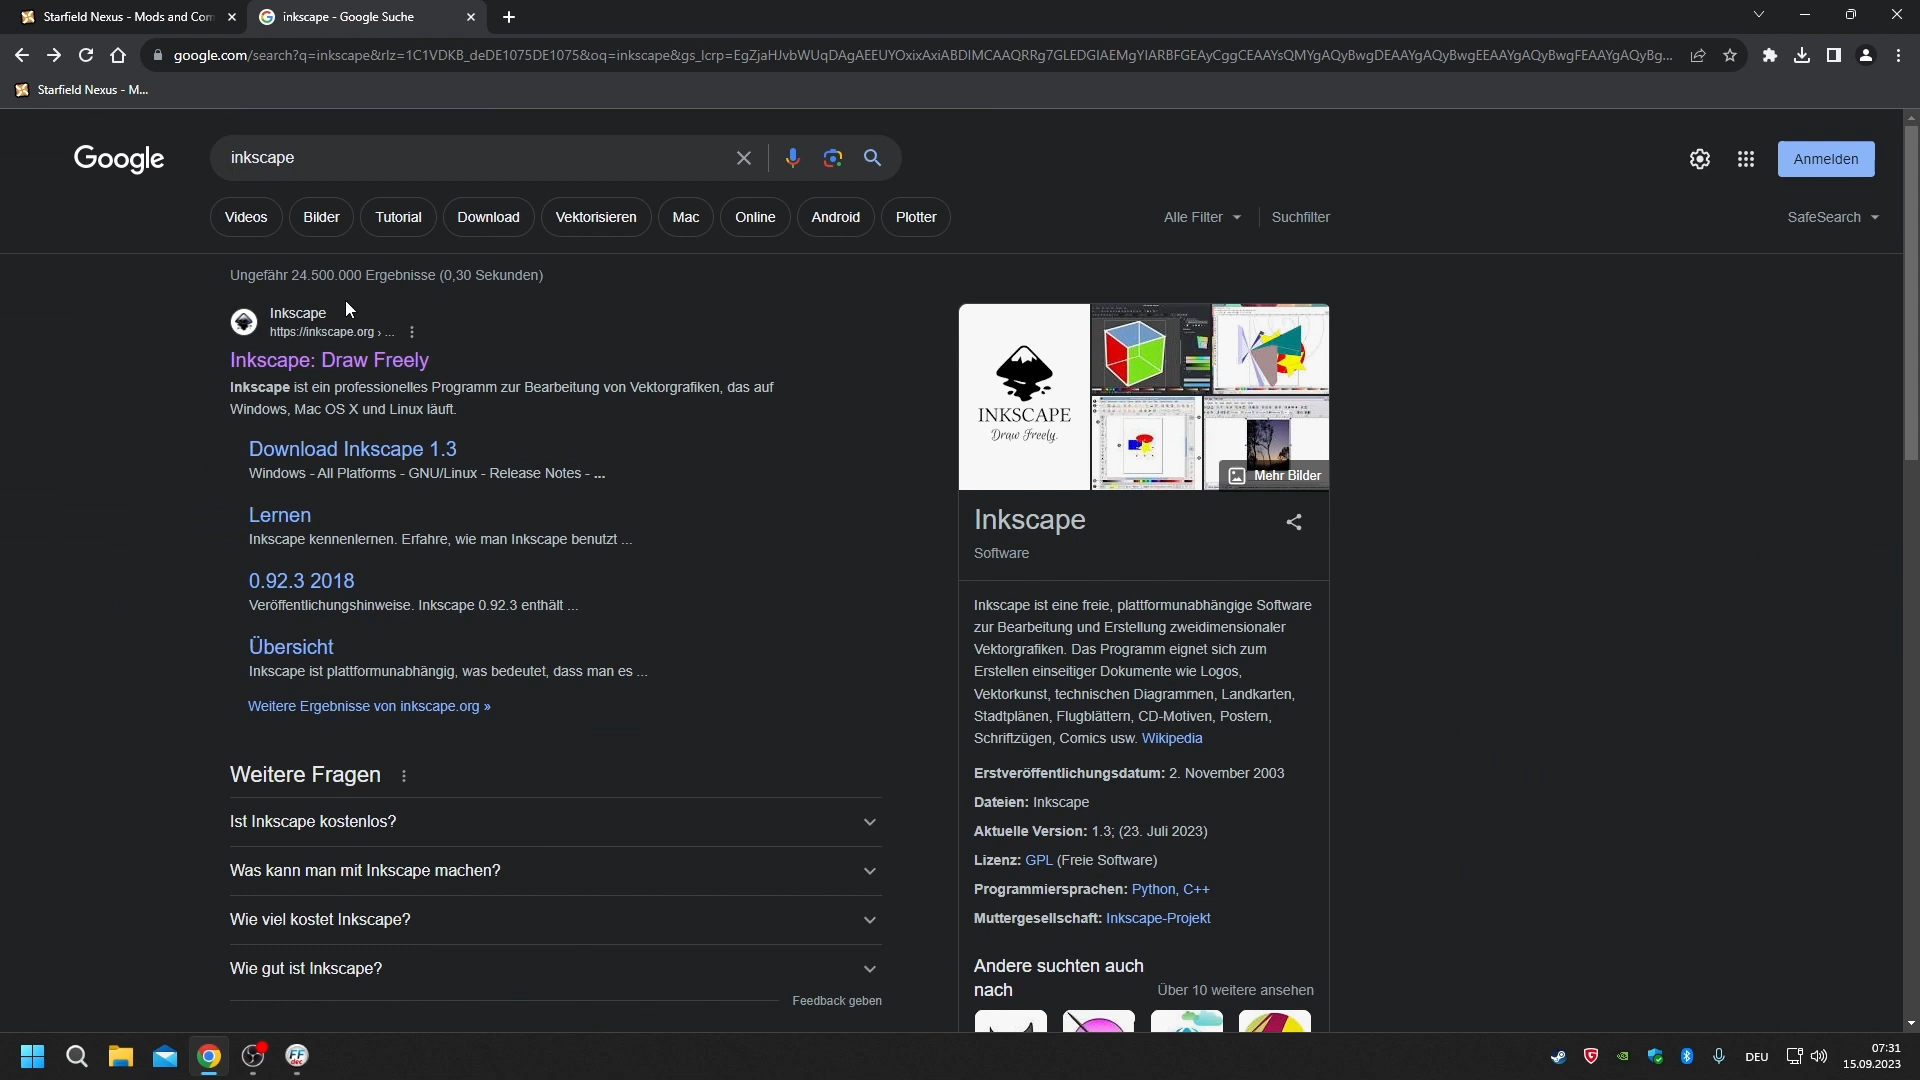 Starfield Nexus - Mods and Com
inkscape - Google Suche
google.com/search?q=inkscape&rlz=1C1VDKB_deDE1075DE1075&oq=inkscape&gs_lcrp=EgZjaHJvbWUqDAgAEEUYOxixAxiABDIMCAAQRRg7GLEDGIAEMgYIARBFGEAyCggCEAAYsQMYgAQyBwgDEAAYgAQyBwgEEAAYgAQyBwgFEAAYgAQyBg...
Starfield Nexus - M...
Google
inkscape
Anmelden
Videos
Bilder
Tutorial
Download
Vektorisieren
Mac
Online
Android
Plotter
Alle Filter
Suchfilter
SafeSearch
Ungefähr 24.500.000 Ergebnisse (0,30 Sekunden)
Inkscape
https://inkscape.org › ...
Inkscape: Draw Freely
Inkscape ist ein professionelles Programm zur Bearbeitung von Vektorgrafiken, das auf
Windows, Mac OS X und Linux läuft.
Download Inkscape 1.3
Windows - All Platforms - GNU/Linux - Release Notes - ...
Lernen
Inkscape kennenlernen. Erfahre, wie man Inkscape benutzt ...
0.92.3 2018
Veröffentlichungshinweise. Inkscape 0.92.3 enthält ...
Übersicht
Inkscape ist plattformunabhängig, was bedeutet, dass man es ...
Weitere Ergebnisse von inkscape.org »
Weitere Fragen
Ist Inkscape kostenlos?
Was kann man mit Inkscape machen?
Wie viel kostet Inkscape?
Wie gut ist Inkscape?
Feedback geben
INKSCAPE
Draw Freely.
Mehr Bilder
Inkscape
Software
Inkscape ist eine freie, plattformunabhängige Software
zur Bearbeitung und Erstellung zweidimensionaler
Vektorgrafiken. Das Programm eignet sich zum
Erstellen einseitiger Dokumente wie Logos,
Vektorkunst, technischen Diagrammen, Landkarten,
Stadtplänen, Flugblättern, CD-Motiven, Postern,
Schriftzügen, Comics usw. Wikipedia
Erstveröffentlichungsdatum: 2. November 2003
Dateien: Inkscape
Aktuelle Version: 1.3; (23. Juli 2023)
Lizenz: GPL (Freie Software)
Programmiersprachen: Python, C++
Muttergesellschaft: Inkscape-Projekt
Andere suchten auch
nach
Über 10 weitere ansehen
FF
dec
DEU
07:31
15.09.2023